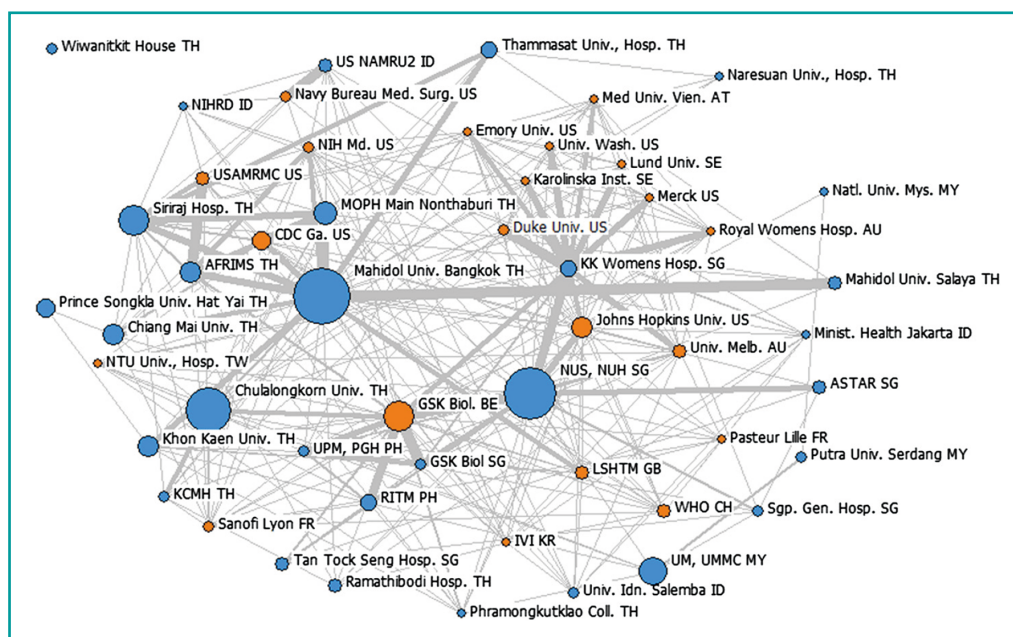 Wiwanitkit House TH
Thammasat Univ., Hosp. TH
US NAMRU2 ID
Naresuan Univ., Hosp. TH
Navy Bureau Med. Surg. US
Med Univ. Vien. AT
NIHRD ID
Emory Univ. US
NIH Md. US
Univ. Wash. US
Lund Univ. SE
USAMRMC US
Karolinska Inst. SE
Natl. Univ. Mys. MY
Merck US
Siriraj Hosp. TH
MOPH Main Nonthaburi TH
Duke Univ. US
Royal Womens Hosp. AU
CDC Ga. US
AFRIMS TH
Mahidol Univ. Bangkok TH
KK Womens Hosp. SG
Mahidol Univ. Salaya TH
Prince Songkla Univ. Hat Yai TH
Johns Hopkins Univ. US
Chiang Mai Univ. TH
Minist. Health Jakarta ID
Univ. Melb. AU
NTU Univ., Hosp. TW
NUS, NUH SG
Chulalongkorn Univ. TH
ASTAR SG
GSK Biol. BE
Khon Kaen Univ. TH
UPM, PGH PH
Pasteur Lille FR
GSK Biol SG
LSHTM GB
Putra Univ. Serdang MY
KCMH TH
RITM PH
WHO CH
Sgp. Gen. Hosp. SG
Sanofi Lyon FR
IVI KR
Tan Tock Seng Hosp. SG
UM, UMMC MY
Ramathibodi Hosp. TH
Univ. Idn. Salemba ID
Phramongkutklao Coll. TH